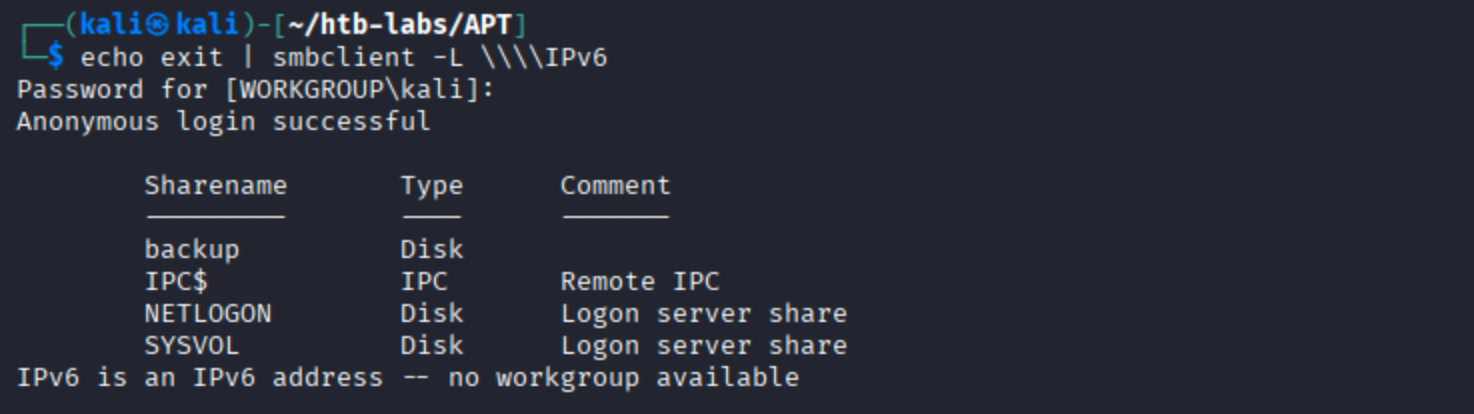 ┌──(kali㉿kali)-[~/htb-labs/APT]
└─$ echo exit | smbclient -L \\\\IPv6
Password for [WORKGROUP\kali]:
Anonymous login successful
Sharename Type Comment
--------- ---- -------
backup Disk
IPC$ IPC Remote IPC
NETLOGON Disk Logon server share
SYSVOL Disk Logon server share
IPv6 is an IPv6 address -- no workgroup available